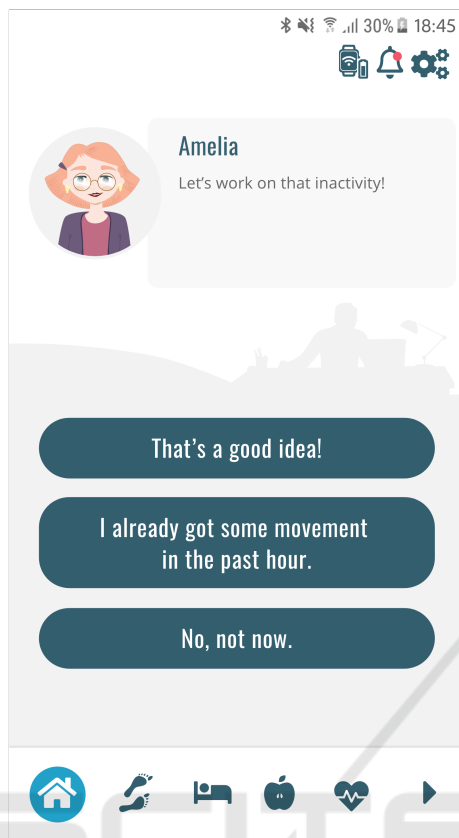 30% 18:45
Amelia
Let's work on that inactivity!
That's a good idea!
I already got some movement
in the past hour.
No, not now.